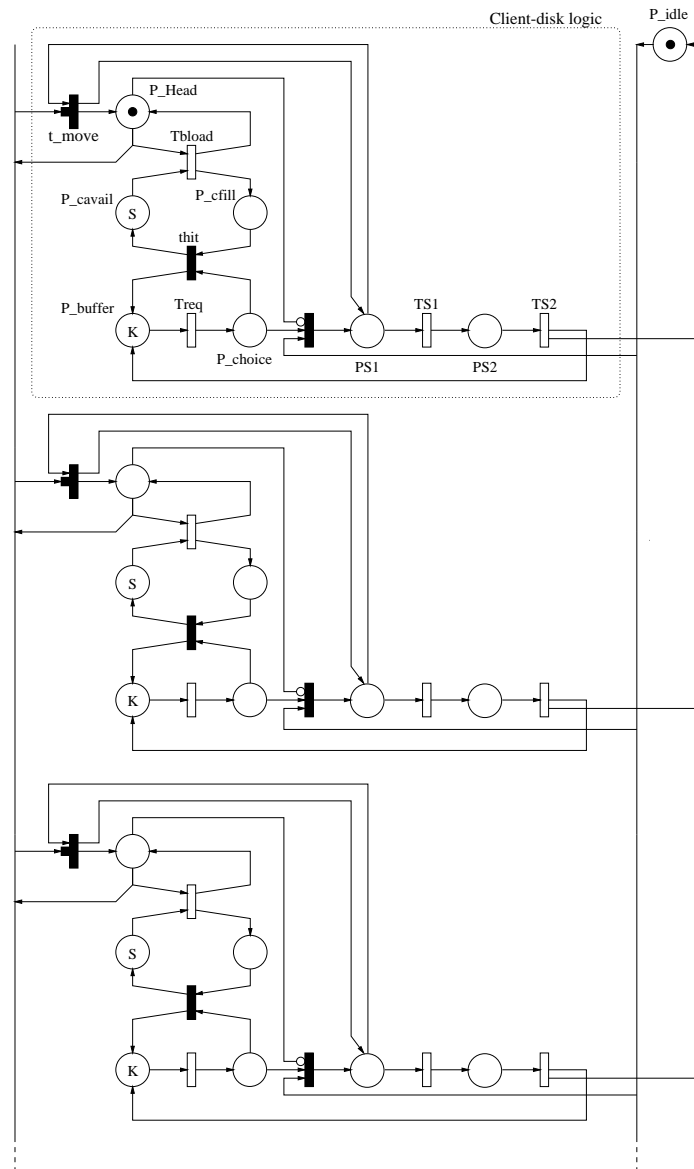 Client-disk logic
P_idle
P_Head
t_move
Tbload
P_cavail
P_cfill
S
thit
P_buffer
Treq
TS1
TS2
K
P_choice
PS1
PS2
S
K
S
K